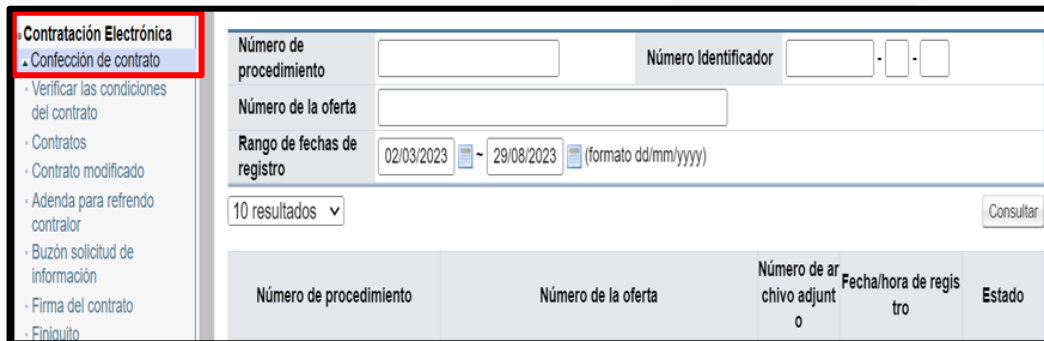 Contratación Electrónica
Confección de contrato
Verificar las condiciones
del contrato
Contratos
Contrato modificado
Adenda para refrendo
contralor
Buzón solicitud de
información
Firma del contrato
Finiquito
Número de
procedimiento
Número Identificador
- -
Número de la oferta
Rango de fechas de
registro
02/03/2023 ~ 29/08/2023 (formato dd/mm/yyyy)
10 resultados
Consultar
Número de procedimiento
Número de la oferta
Número de ar
chivo adjunt
o
Fecha/hora de regis
tro
Estado